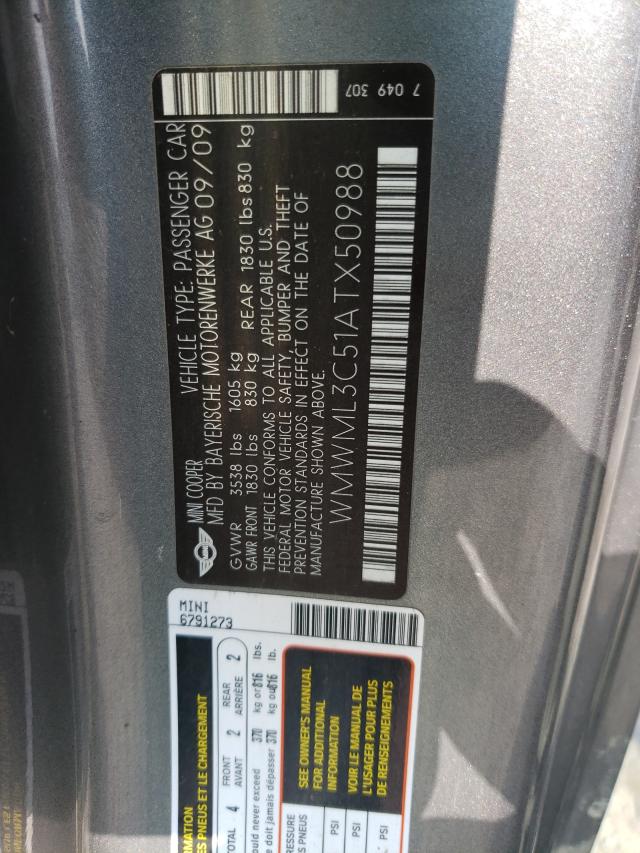 7 049 307
MINI COOPER VEHICLE TYPE: PASSENGER CAR
MFD BY BAYERISCHE MOTORENWERKE AG 09/09
GVWR 3538 lbs 1605 kg
GAWR FRONT 1830 lbs 830 kg REAR 1830 lbs 830 kg
THIS VEHICLE CONFORMS TO ALL APPLICABLE U.S.
FEDERAL MOTOR VEHICLE SAFETY, BUMPER AND THEFT
PREVENTION STANDARDS IN EFFECT ON THE DATE OF
MANUFACTURE SHOWN ABOVE.
WMWML3C51ATX50988
MINI
6791273
ES PNEUS ET LE CHARGEMENT
TOTAL 4 FRONT 2 REAR 2
AVANT ARRIÈRE
ould never exceed 370 kg or 816 lbs.
e doit jamais dépasser 370 kg ou 816 lb.
SEE OWNER'S MANUAL
FOR ADDITIONAL
INFORMATION
VOIR LE MANUEL DE
L'USAGER POUR PLUS
DE RENSEIGNEMENTS
PSI
PSI